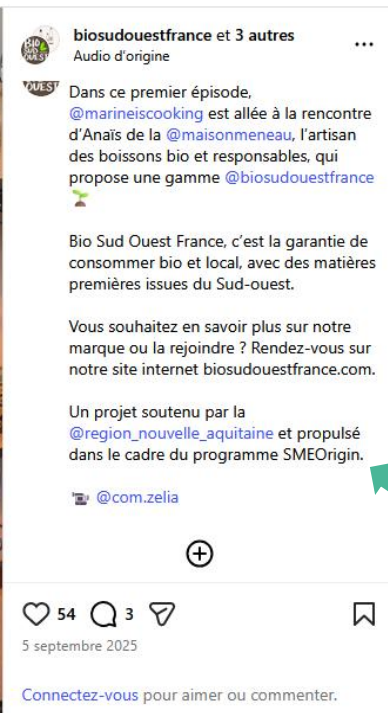 biosudouestfrance et 3 autres
Audio d'origine
Dans ce premier épisode,
@marineiscooking est allée à la rencontre
d'Anaïs de la @maisonmeneau, l'artisan
des boissons bio et responsables, qui
propose une gamme @biosudouestfrance
Bio Sud Ouest France, c'est la garantie de
consommer bio et local, avec des matières
premières issues du Sud-ouest.
Vous souhaitez en savoir plus sur notre
marque ou la rejoindre ? Rendez-vous sur
notre site internet biosudouestfrance.com.
Un projet soutenu par la
@region_nouvelle_aquitaine et propulsé
dans le cadre du programme SMEOrigin.
@com.zelia
54 3
5 septembre 2025
Connectez-vous pour aimer ou commenter.